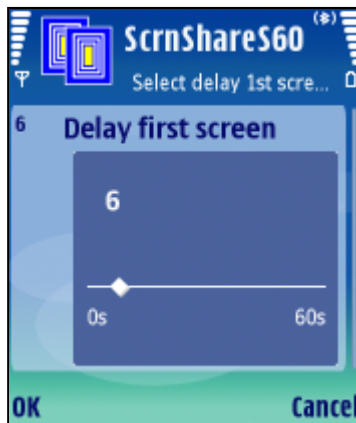 ScrnShareS60
Select delay 1st scre...
6
Delay first screen
6
0s 60s
OK Cancel